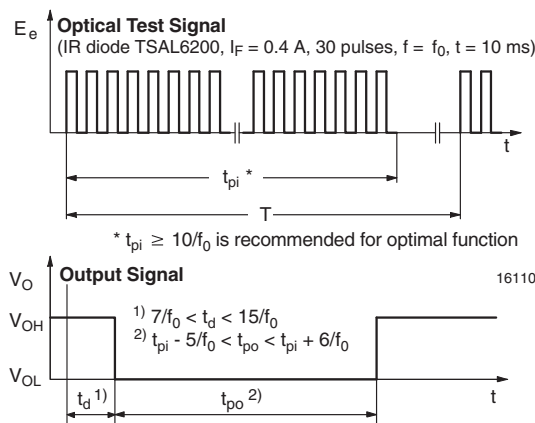 Eₑ Optical Test Signal
(IR diode TSAL6200, I_F = 0.4 A, 30 pulses, f = f₀, t = 10 ms)
t
t_pi *
T
* t_pi ≥ 10/f₀ is recommended for optimal function
V_O Output Signal 16110
V_OH
1) 7/f₀ < t_d < 15/f₀
2) t_pi - 5/f₀ < t_po < t_pi + 6/f₀
V_OL
t_d 1) t_po 2) t